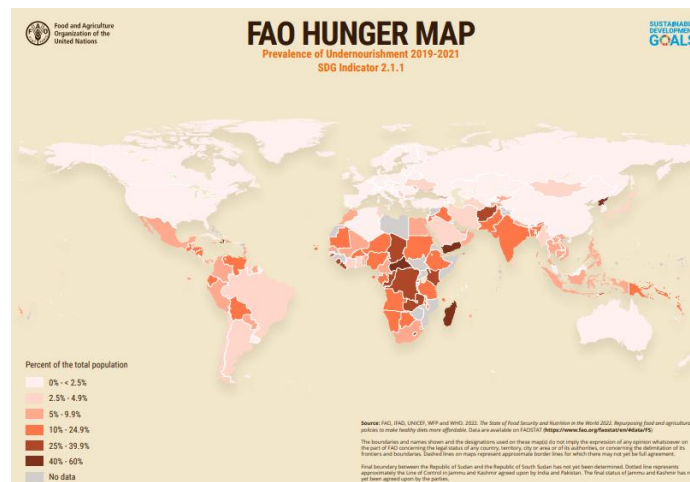 Food and Agriculture
Organization of the
United Nations
FAO HUNGER MAP
Prevalence of Undernourishment 2019-2021
SDG Indicator 2.1.1
SUSTAINABLE
DEVELOPMENT
GOALS
Percent of the total population
0% - < 2.5%
2.5% - 4.9%
5% - 9.9%
10% - 24.9%
25% - 39.9%
40% - 60%
No data
Source: FAO, IFAD, UNICEF, WFP and WHO. 2022. The State of Food Security and Nutrition in the World 2022. Repurposing food and agricultural
policies to make healthy diets more affordable. Data are available on FAOSTAT (https://www.fao.org/faostat/en/#data/FS)
The boundaries and names shown and the designations used on these map(s) do not imply the expression of any opinion whatsoever on
the part of FAO concerning the legal status of any country, territory, city or area or of its authorities, or concerning the delimitation of its
frontiers and boundaries. Dashed lines on maps represent approximate border lines for which there may not yet be full agreement.
Final boundary between the Republic of Sudan and the Republic of South Sudan has not yet been determined. Dotted line represents
approximately the Line of Control in Jammu and Kashmir agreed upon by India and Pakistan. The final status of Jammu and Kashmir has n
yet been agreed upon by the parties.